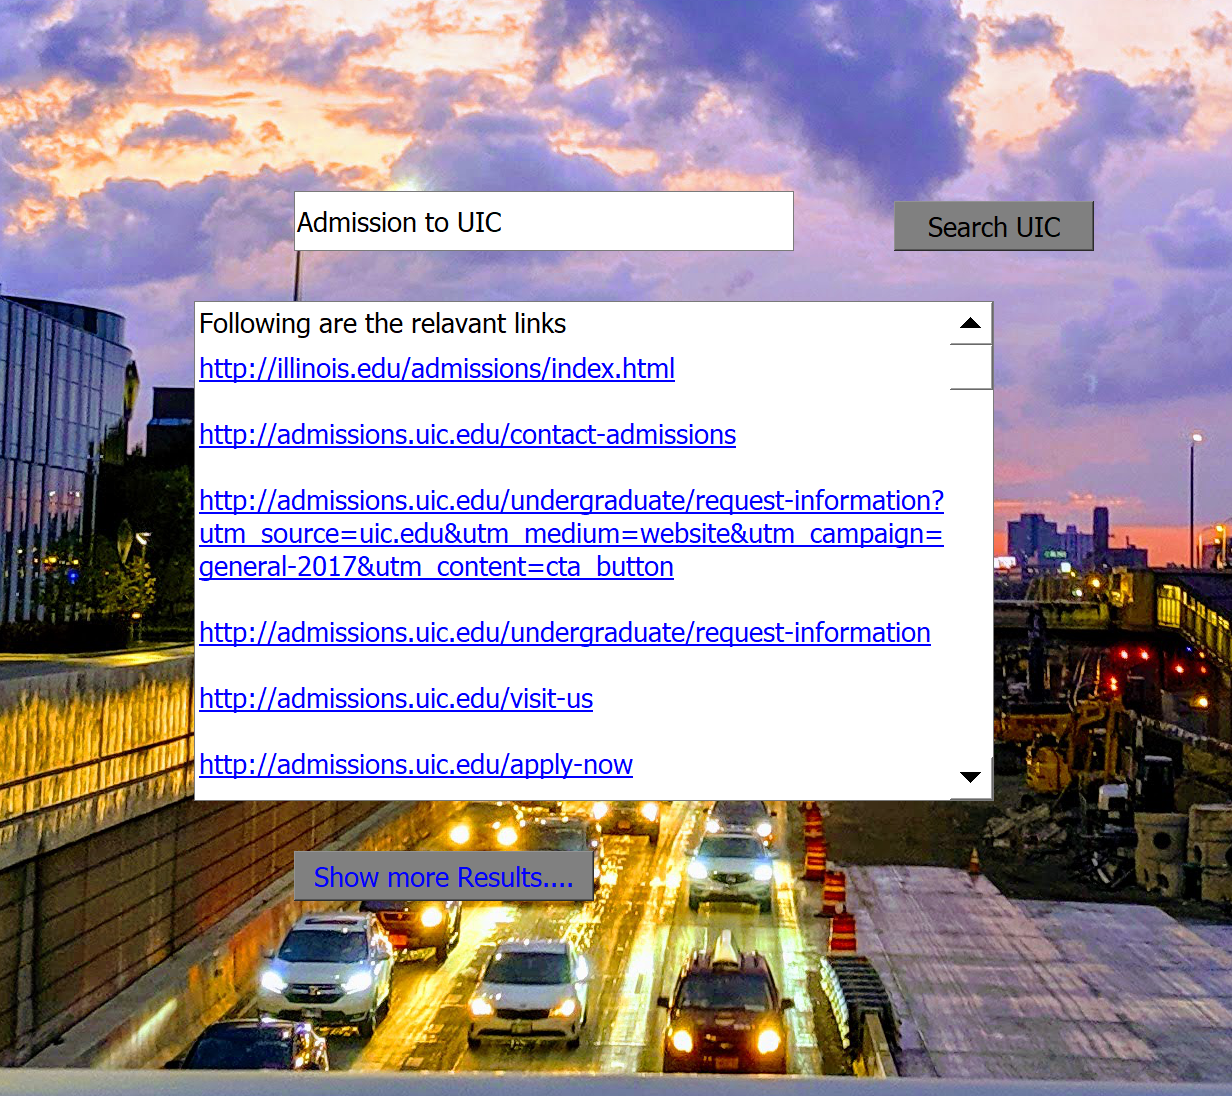 Admission to UIC
Search UIC
Following are the relavant links
http://illinois.edu/admissions/index.html
http://admissions.uic.edu/contact-admissions
http://admissions.uic.edu/undergraduate/request-information?
utm_source=uic.edu&utm_medium=website&utm_campaign=
general-2017&utm_content=cta_button
http://admissions.uic.edu/undergraduate/request-information
http://admissions.uic.edu/visit-us
http://admissions.uic.edu/apply-now
Show more Results....